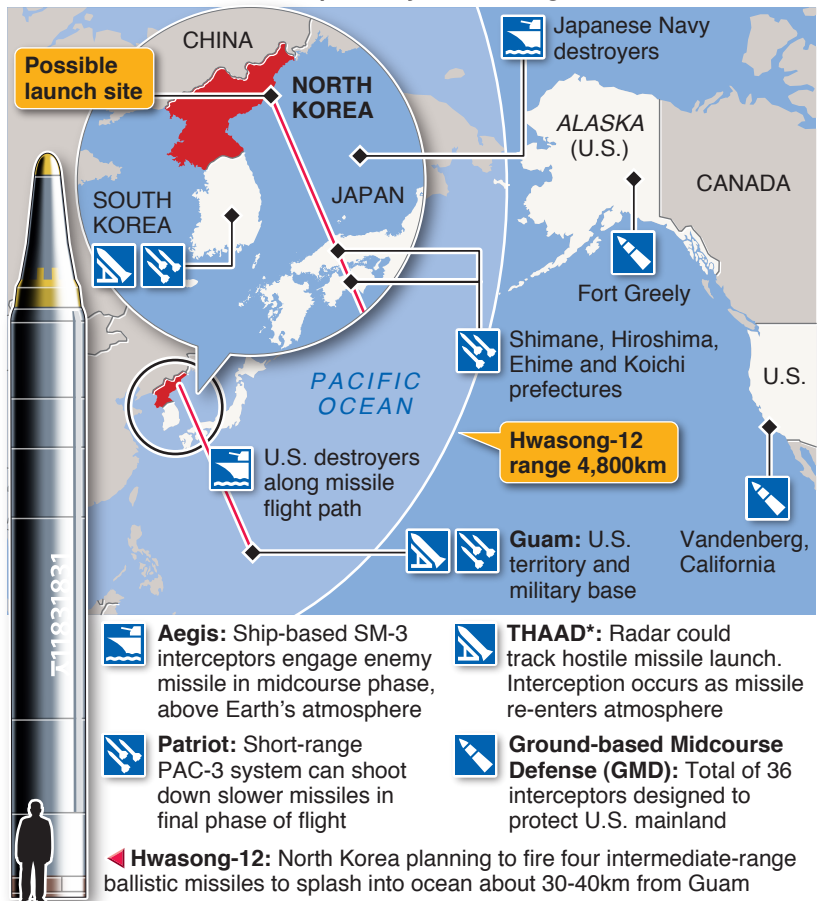 CHINA
Possible
launch site
NORTH
KOREA
Japanese Navy
destroyers
ALASKA
(U.S.)
CANADA
SOUTH
KOREA
JAPAN
Fort Greely
Shimane, Hiroshima,
Ehime and Koichi
prefectures
PACIFIC
OCEAN
U.S.
Hwasong-12
range 4,800km
U.S. destroyers
along missile
flight path
Guam: U.S.
territory and
military base
Vandenberg,
California
T11831831
Aegis: Ship-based SM-3
interceptors engage enemy
missile in midcourse phase,
above Earth's atmosphere
THAAD*: Radar could
track hostile missile launch.
Interception occurs as missile
re-enters atmosphere
Patriot: Short-range
PAC-3 system can shoot
down slower missiles in
final phase of flight
Ground-based Midcourse
Defense (GMD): Total of 36
interceptors designed to
protect U.S. mainland
Hwasong-12: North Korea planning to fire four intermediate-range
ballistic missiles to splash into ocean about 30-40km from Guam